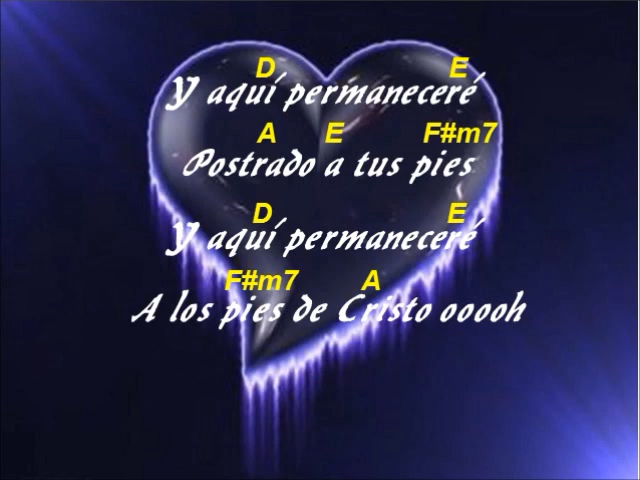 D E
Y aquí permaneceré
A E F#m7
Postrado a tus pies
D E
Y aquí permaneceré
F#m7 A
A los pies de Cristo ooooh